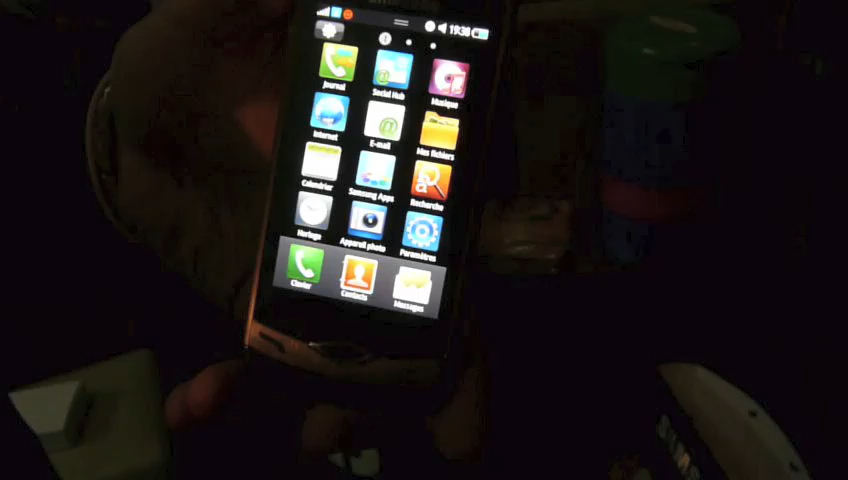 19:38
Journal
Social Hub
Musique
Internet
E-mail
Mes fichiers
Calendrier
Samsung Apps
Recherche
Horloge
Appareil photo
Paramètres
Clavier
Contacts
Messages